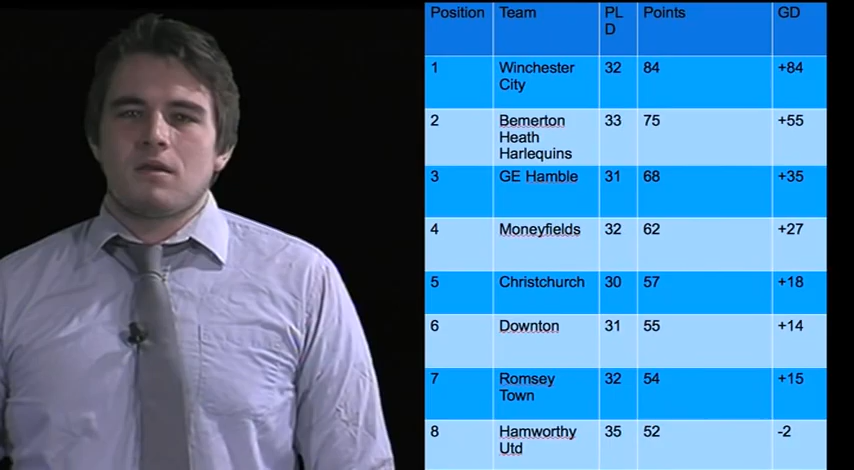 Position Team PL Points GD
D
1 Winchester 32 84 +84
City
2 Bemerton 33 75 +55
Heath
Harlequins
3 GE Hamble 31 68 +35
4 Moneyfields 32 62 +27
5 Christchurch 30 57 +18
6 Downton 31 55 +14
7 Romsey 32 54 +15
Town
8 Hamworthy 35 52 -2
Utd